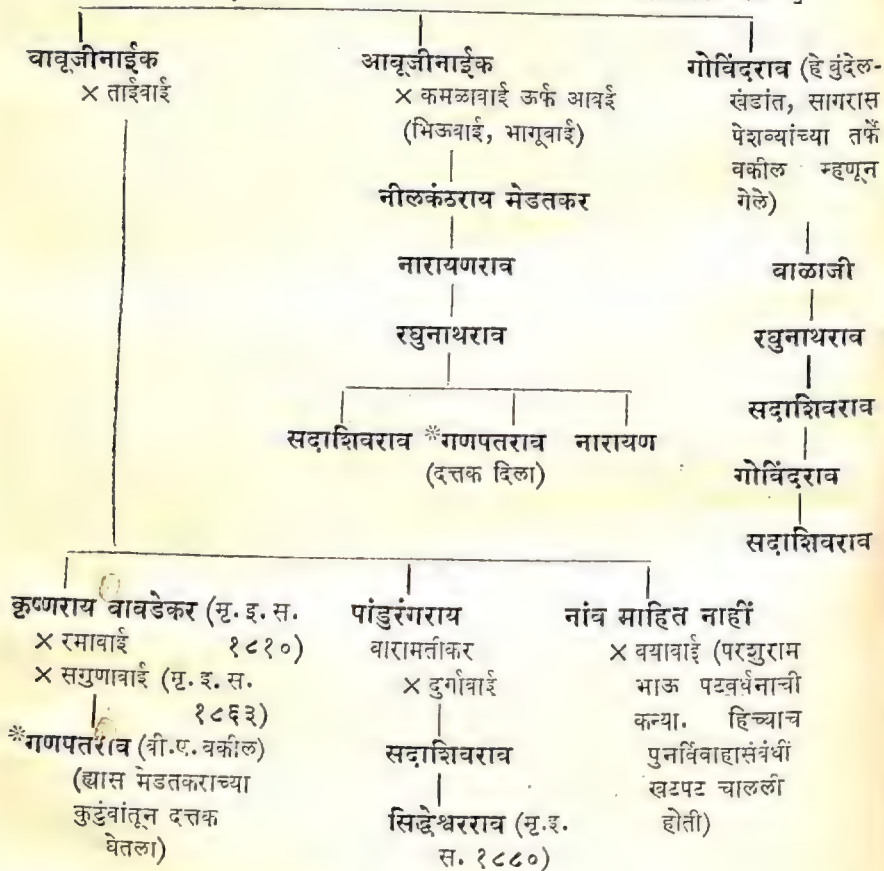 बाबूजीनाईक
× ताईबाई
आबूजीनाईक
× कमळाबाई ऊर्फ आबई
(भिऊबाई, भागूबाई)
नीलकंठराय मेडतकर
नारायणराव
रघुनाथराव
सदाशिवराव *गणपतराव नारायण
(दत्तक दिला)
गोविंदराव (हे बुंदेल-
खंडांत, सागरास
पेशव्यांच्या तर्फे
वकील म्हणून
गेले)
बाळाजी
रघुनाथराव
सदाशिवराव
गोविंदराव
सदाशिवराव
कृष्णराय बावडेकर (मृ. इ. स.
× रमाबाई १८१०)
× सगुणाबाई (मृ. इ. स.
१८६३)
*गणपतराव (बी.ए. वकील)
(ह्यास मेडतकराच्या
कुटुंबांतून दत्तक
घेतला)
पांडुरंगराय
बारामतीकर
× दुर्गाबाई
सदाशिवराव
सिद्धेश्वरराव (मृ. इ.
स. १८८०)
नांव माहित नाहीं
× बयाबाई (परशुराम
भाऊ पटवर्धनाची
कन्या. हिच्याच
पुनर्विवाहासंबंधीं
खटपट चालली
होती)